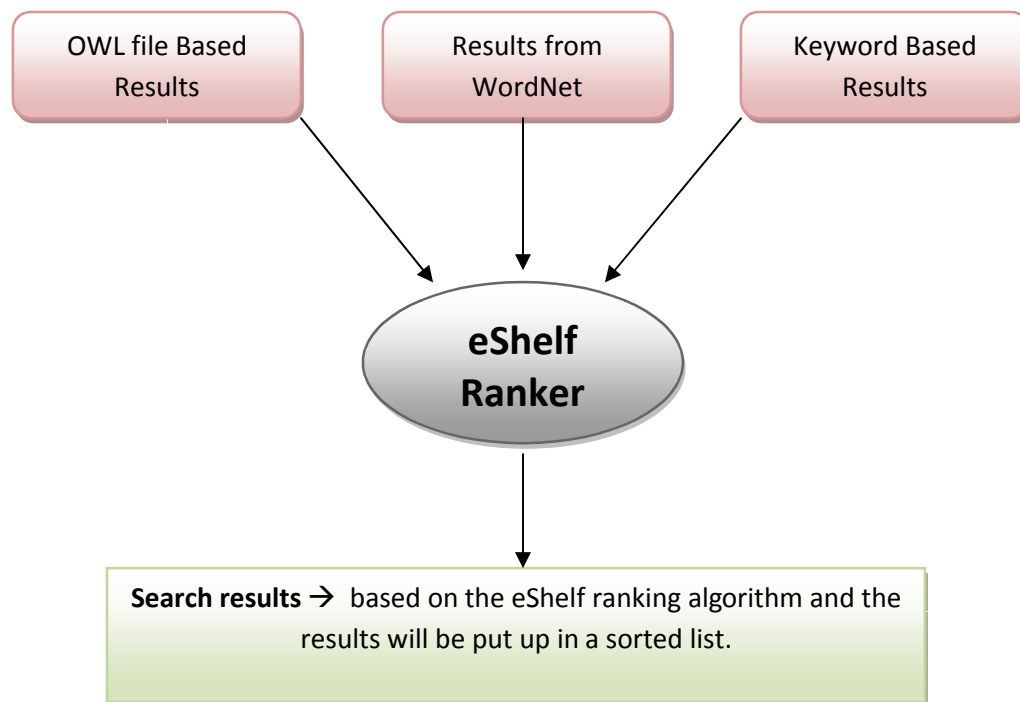 OWL file Based
Results
Results from
WordNet
Keyword Based
Results
eShelf
Ranker
Search results → based on the eShelf ranking algorithm and the
results will be put up in a sorted list.